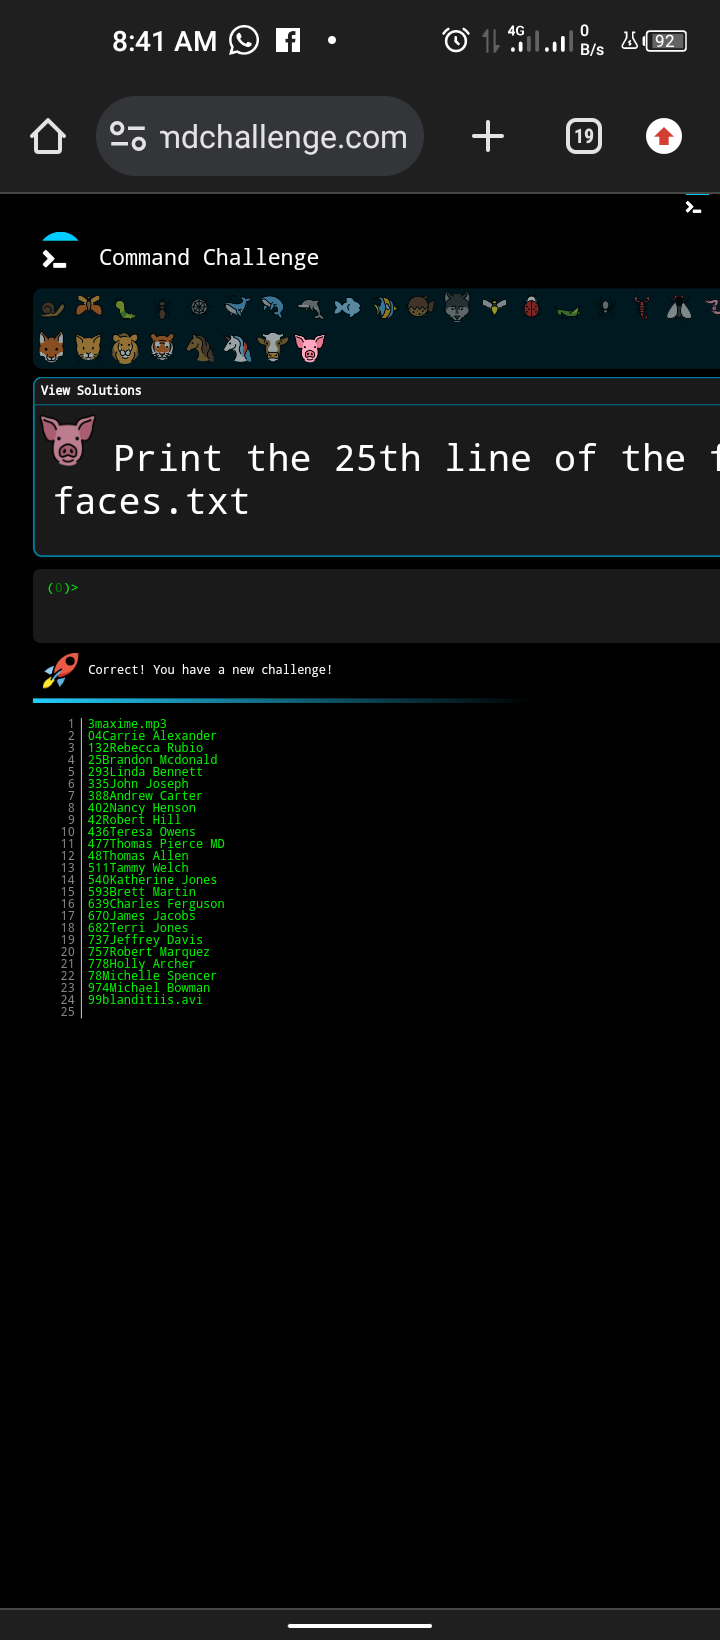 8:41 AM
4G
0
B/s
92
mdchallenge.com
19
Command Challenge
View Solutions
Print the 25th line of the f
faces.txt
(0)>
Correct! You have a new challenge!
1 3maxime.mp3
2 04Carrie Alexander
3 132Rebecca Rubio
4 25Brandon Mcdonald
5 293Linda Bennett
6 335John Joseph
7 388Andrew Carter
8 402Nancy Henson
9 42Robert Hill
10 436Teresa Owens
11 477Thomas Pierce MD
12 48Thomas Allen
13 511Tammy Welch
14 540Katherine Jones
15 593Brett Martin
16 639Charles Ferguson
17 670James Jacobs
18 682Terri Jones
19 737Jeffrey Davis
20 757Robert Marquez
21 778Holly Archer
22 78Michelle Spencer
23 974Michael Bowman
24 99blanditiis.avi
25